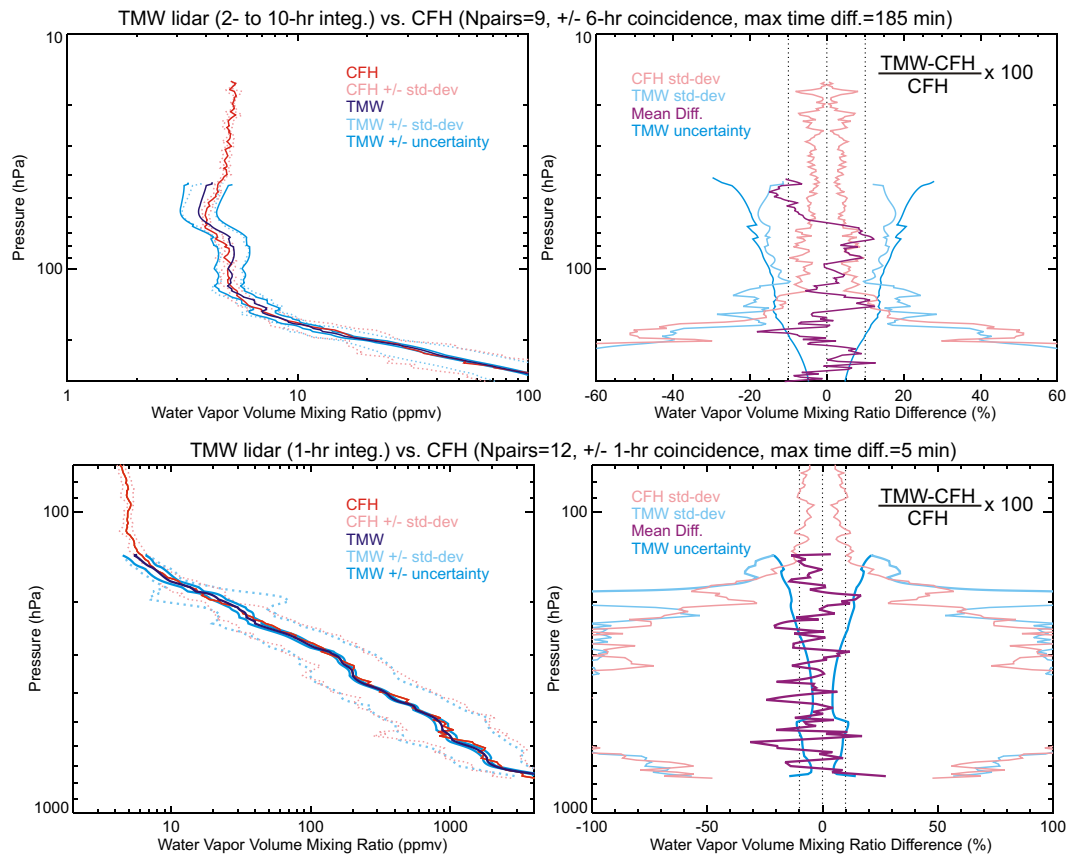 TMW lidar (2- to 10-hr integ.) vs. CFH (Npairs=9, +/- 6-hr coincidence, max time diff.=185 min)
10
100
Pressure (hPa)
CFH
CFH +/- std-dev
TMW
TMW +/- std-dev
TMW +/- uncertainty
1
10
100
Water Vapor Volume Mixing Ratio (ppmv)
10
100
Pressure (hPa)
CFH std-dev
TMW std-dev
Mean Diff.
TMW uncertainty
TMW-CFH
CFH
x 100
-60
-40
-20
0
20
40
60
Water Vapor Volume Mixing Ratio Difference (%)
TMW lidar (1-hr integ.) vs. CFH (Npairs=12, +/- 1-hr coincidence, max time diff.=5 min)
100
1000
Pressure (hPa)
CFH
CFH +/- std-dev
TMW
TMW +/- std-dev
TMW +/- uncertainty
10
100
1000
Water Vapor Volume Mixing Ratio (ppmv)
100
1000
Pressure (hPa)
CFH std-dev
TMW std-dev
Mean Diff.
TMW uncertainty
TMW-CFH
CFH
x 100
-100
-50
0
50
100
Water Vapor Volume Mixing Ratio Difference (%)